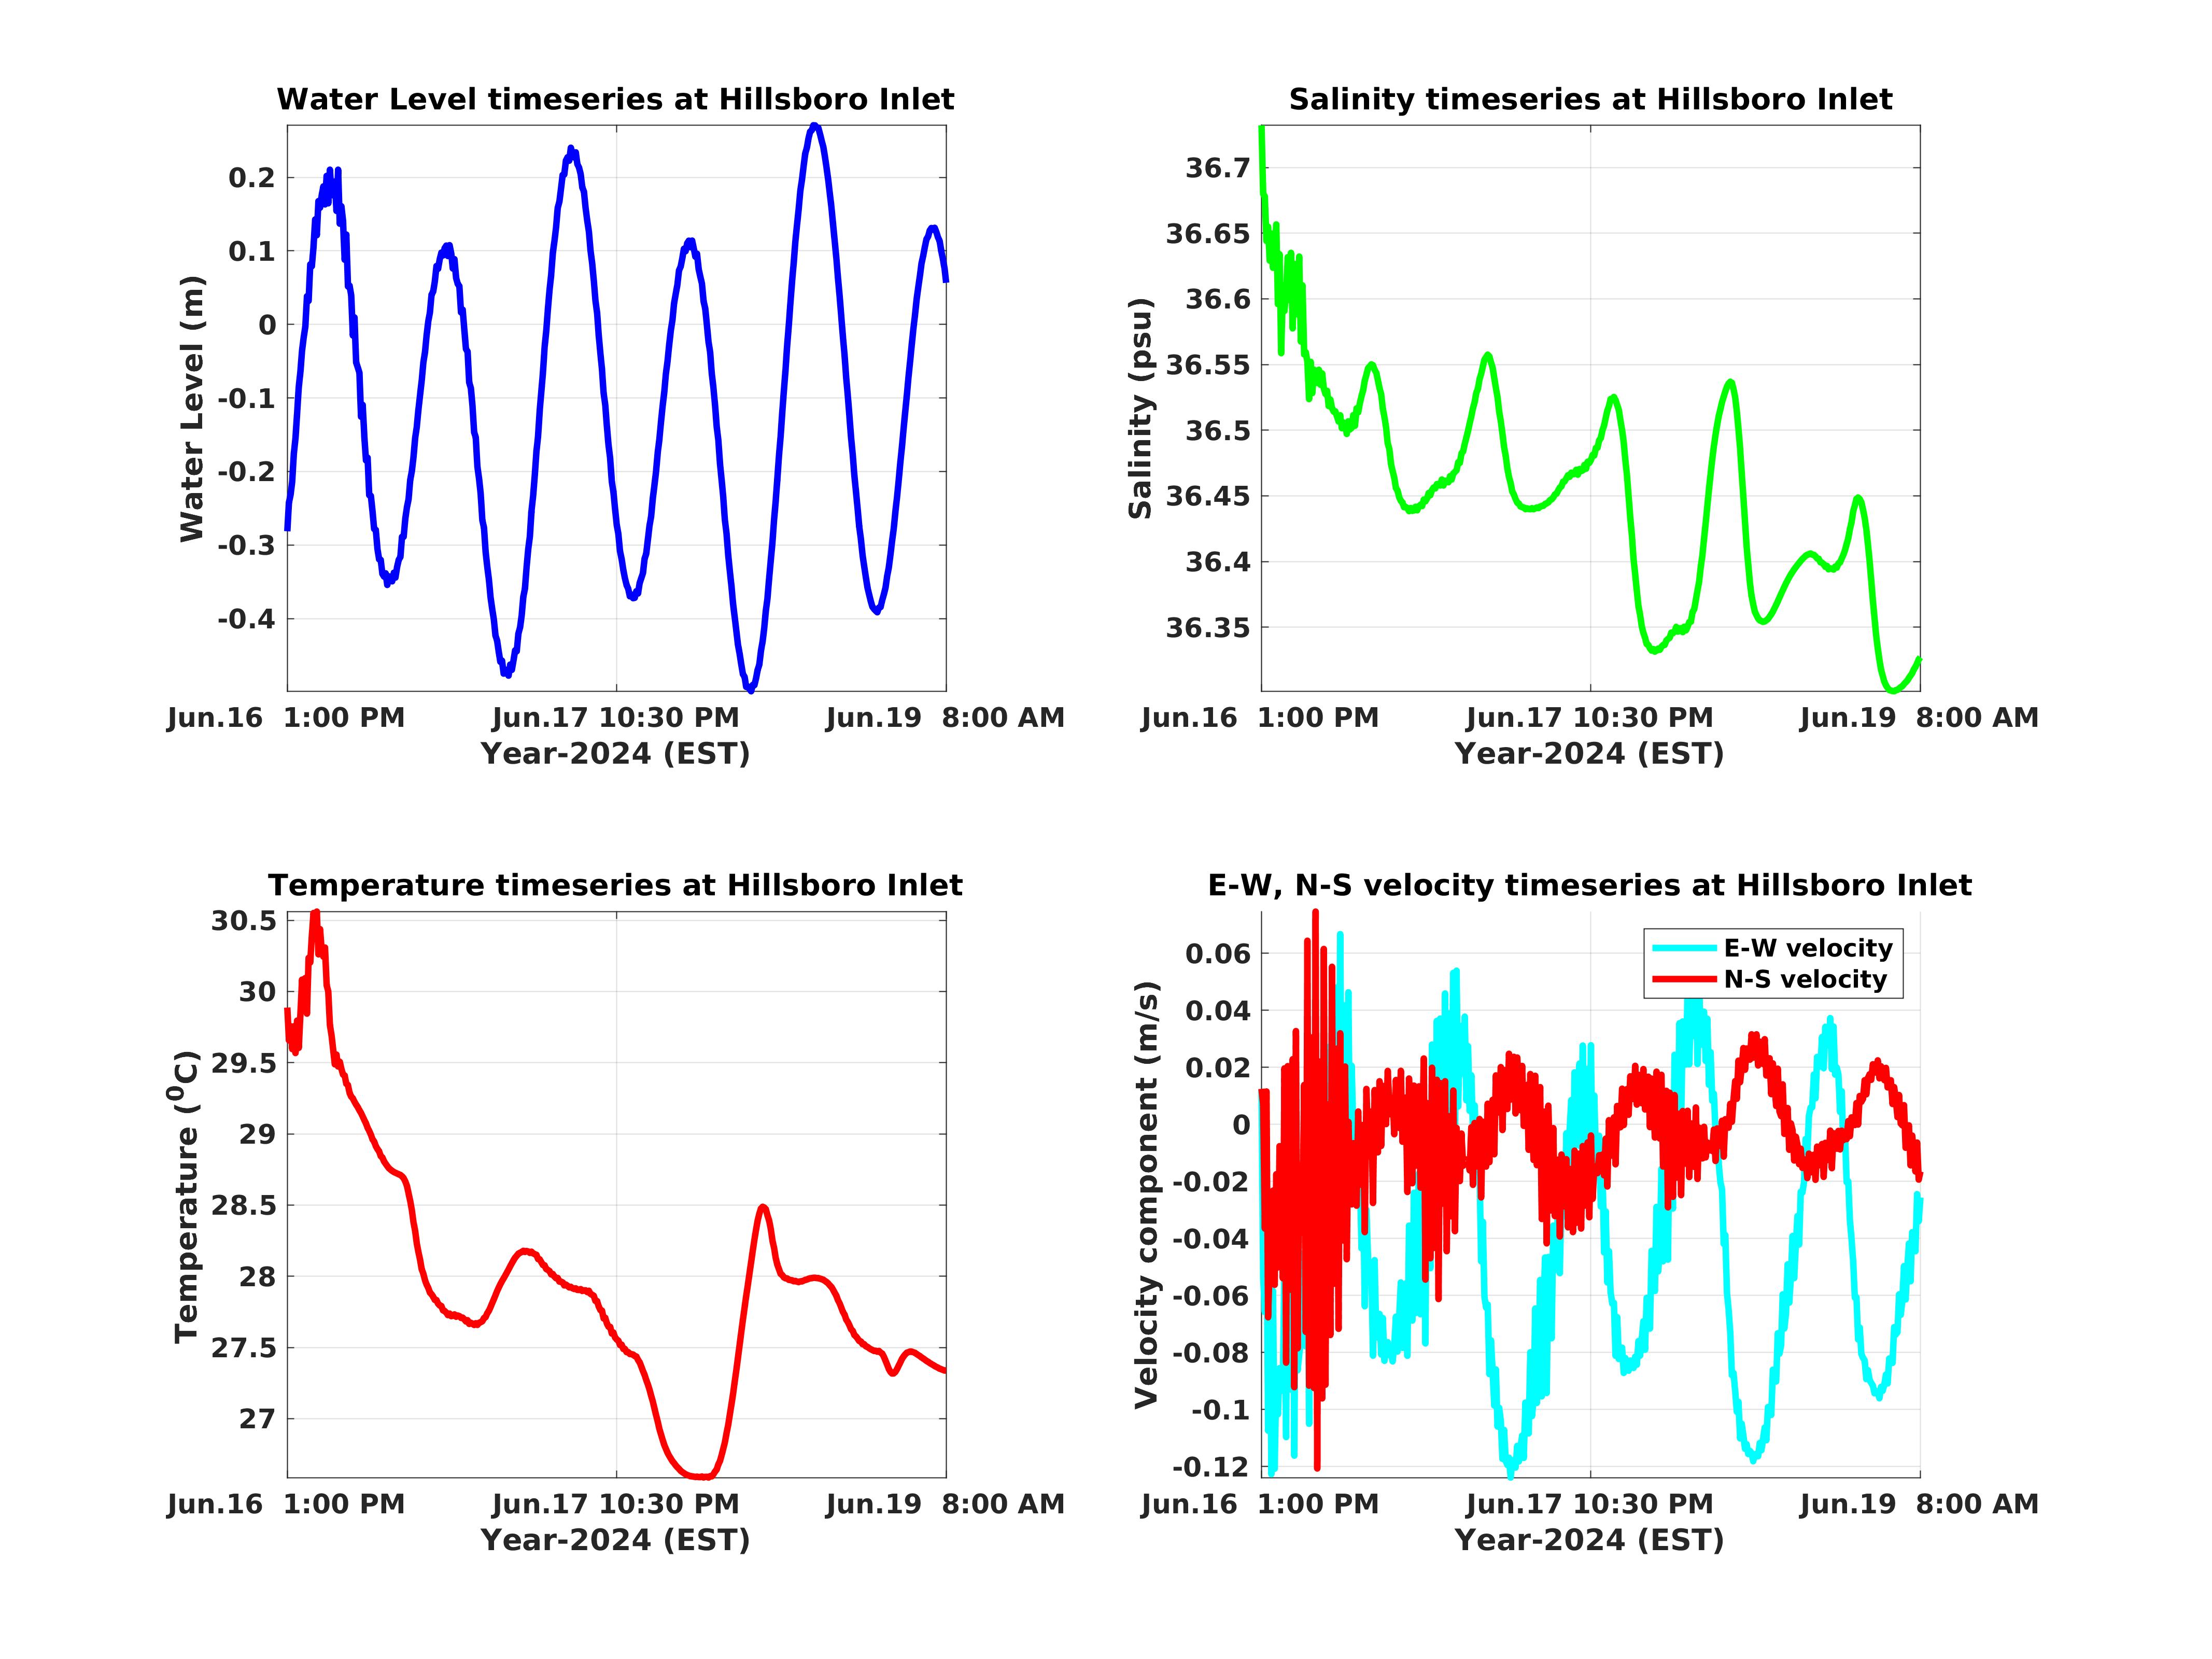 Water Level timeseries at Hillsboro Inlet
0.2
0.1
0
-0.1
-0.2
-0.3
-0.4
Water Level (m)
Jun.16 1:00 PM Jun.17 10:30 PM Jun.19 8:00 AM
Year-2024 (EST)
Salinity timeseries at Hillsboro Inlet
36.7
36.65
36.6
36.55
36.5
36.45
36.4
36.35
Salinity (psu)
Jun.16 1:00 PM Jun.17 10:30 PM Jun.19 8:00 AM
Year-2024 (EST)
Temperature timeseries at Hillsboro Inlet
30.5
30
29.5
29
28.5
28
27.5
27
Temperature (⁰C)
Jun.16 1:00 PM Jun.17 10:30 PM Jun.19 8:00 AM
Year-2024 (EST)
E-W, N-S velocity timeseries at Hillsboro Inlet
E-W velocity
N-S velocity
0.06
0.04
0.02
0
-0.02
-0.04
-0.06
-0.08
-0.1
-0.12
Velocity component (m/s)
Jun.16 1:00 PM Jun.17 10:30 PM Jun.19 8:00 AM
Year-2024 (EST)